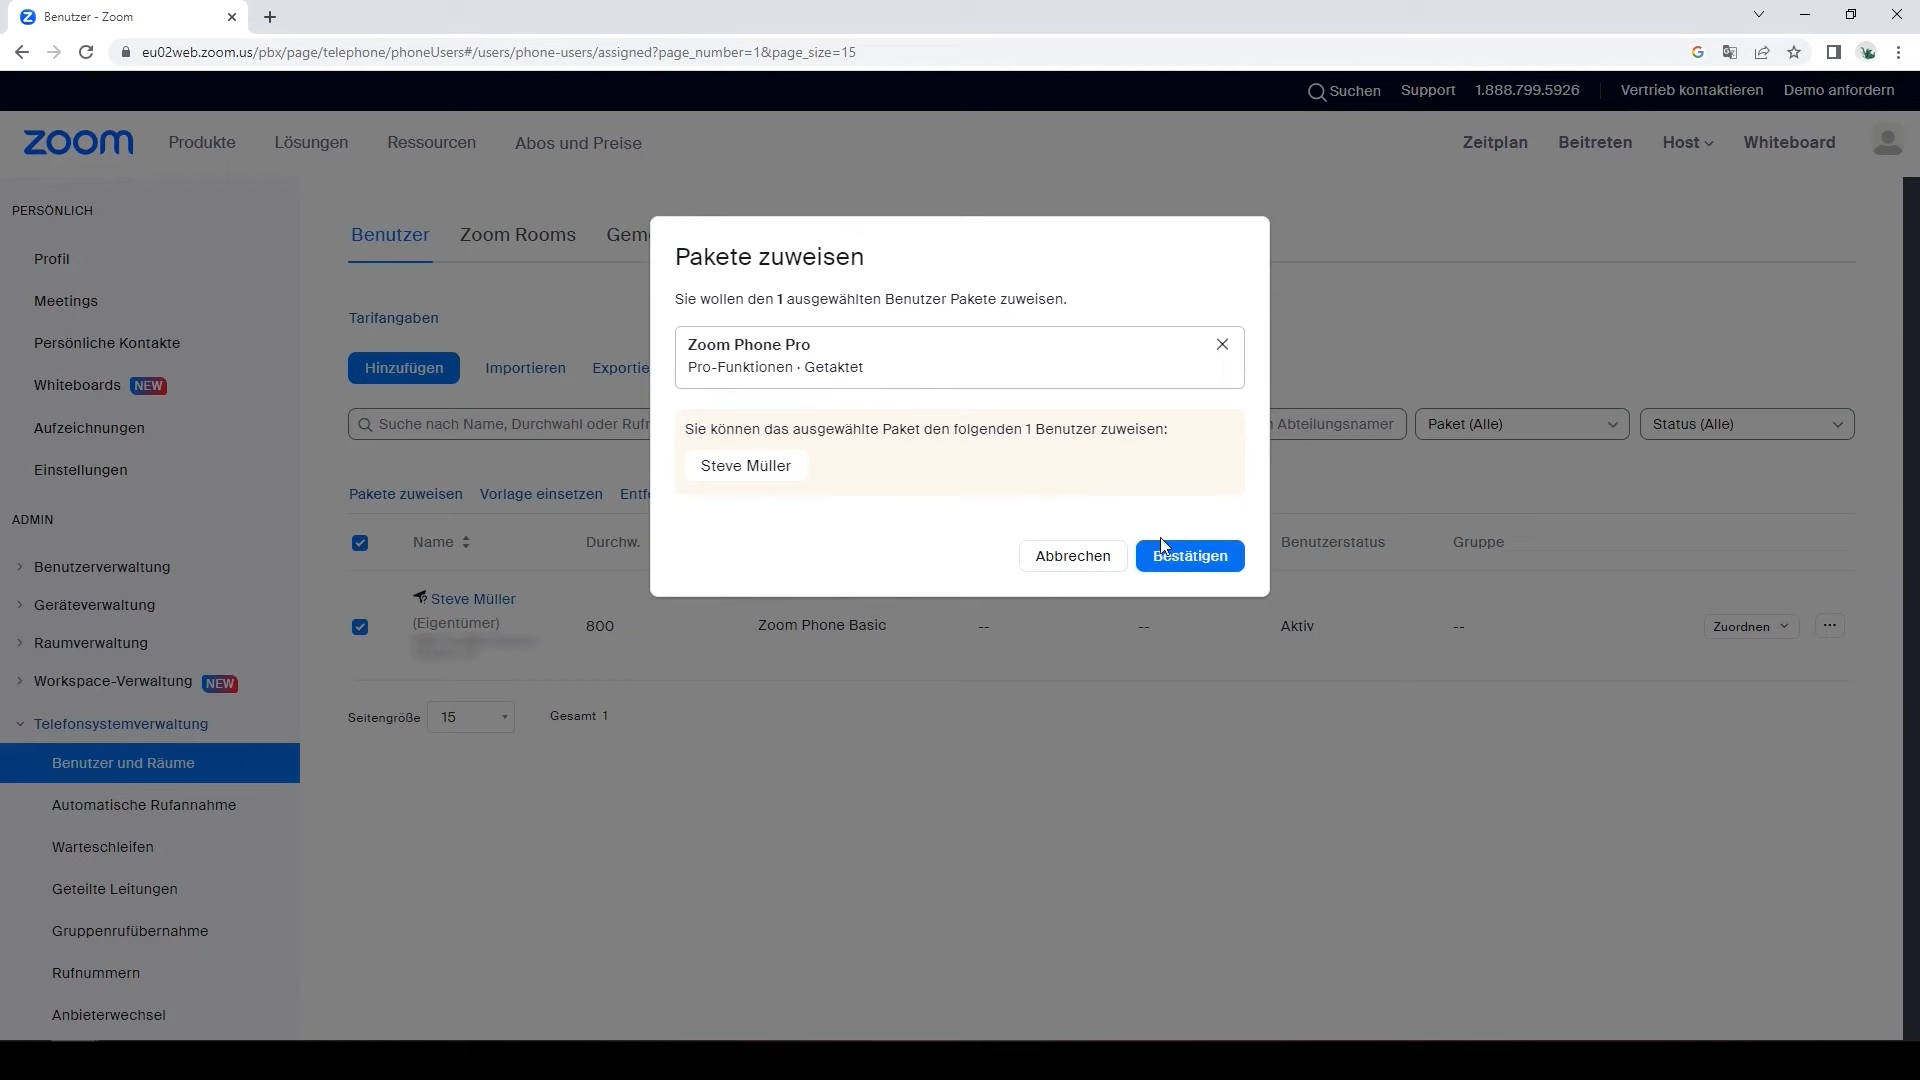 Benutzer - Zoom
eu02web.zoom.us/pbx/page/telephone/phoneUsers#/users/phone-users/assigned?page_number=1&page_size=15
Suchen Support 1.888.799.5926 Vertrieb kontaktieren Demo anfordern
zoom Produkte Lösungen Ressourcen Abos und Preise Zeitplan Beitreten Host Whiteboard
PERSÖNLICH
Profil
Meetings
Persönliche Kontakte
Whiteboards NEW
Aufzeichnungen
Einstellungen
ADMIN
Benutzerverwaltung
Geräteverwaltung
Raumverwaltung
Workspace-Verwaltung NEW
Telefonsystemverwaltung
Benutzer und Räume
Automatische Rufannahme
Warteschleifen
Geteilte Leitungen
Gruppenrufübernahme
Rufnummern
Anbieterwechsel
Benutzer Zoom Rooms Gem
Tarifangaben
Hinzufügen Importieren Exportie
Suche nach Name, Durchwahl oder Rufr Abteilungsnamer Paket (Alle) Status (Alle)
Pakete zuweisen Vorlage einsetzen Entf
Name Durchw. Benutzerstatus Gruppe
Steve Müller
(Eigentümer)
800 Zoom Phone Basic -- -- Aktiv -- Zuordnen ...
Seitengröße 15 Gesamt 1
Pakete zuweisen
Sie wollen den 1 ausgewählten Benutzer Pakete zuweisen.
Zoom Phone Pro
Pro-Funktionen · Getaktet
Sie können das ausgewählte Paket den folgenden 1 Benutzer zuweisen:
Steve Müller
Abbrechen Bestätigen